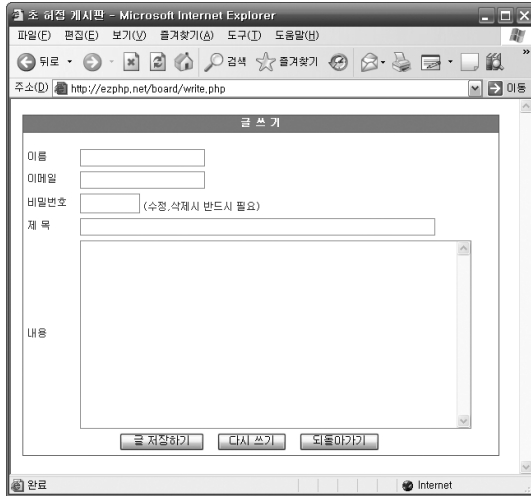 초 허접 게시판 - Microsoft Internet Explorer
파일(F) 편집(E) 보기(V) 즐겨찾기(A) 도구(T) 도움말(H)
뒤로 검색 즐겨찾기
주소(D) http://ezphp.net/board/write.php 이동
글 쓰 기
이름
이메일
비밀번호 (수정,삭제시 반드시 필요)
제 목
내용
글 저장하기 다시 쓰기 되돌아가기
완료 Internet